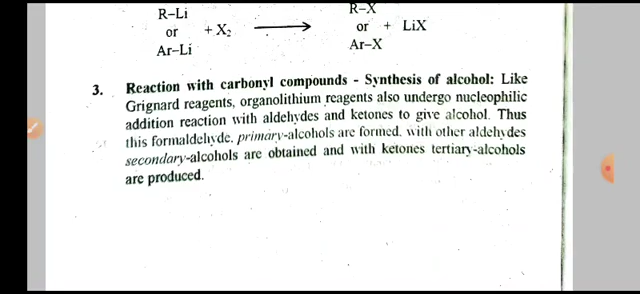 R–Li R–X
or + X₂ ⟶ or + LiX
Ar–Li Ar–X
3. Reaction with carbonyl compounds - Synthesis of alcohol: Like
Grignard reagents, organolithium reagents also undergo nucleophilic
addition reaction with aldehydes and ketones to give alcohol. Thus
this formaldehyde, primary-alcohols are formed, with other aldehydes
secondary-alcohols are obtained and with ketones tertiary-alcohols
are produced.